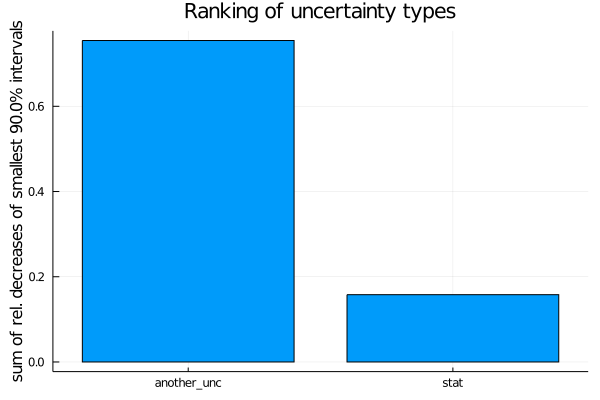 Ranking of uncertainty types
sum of rel. decreases of smallest 90.0% intervals
0.6
0.4
0.2
0.0
another_unc
stat